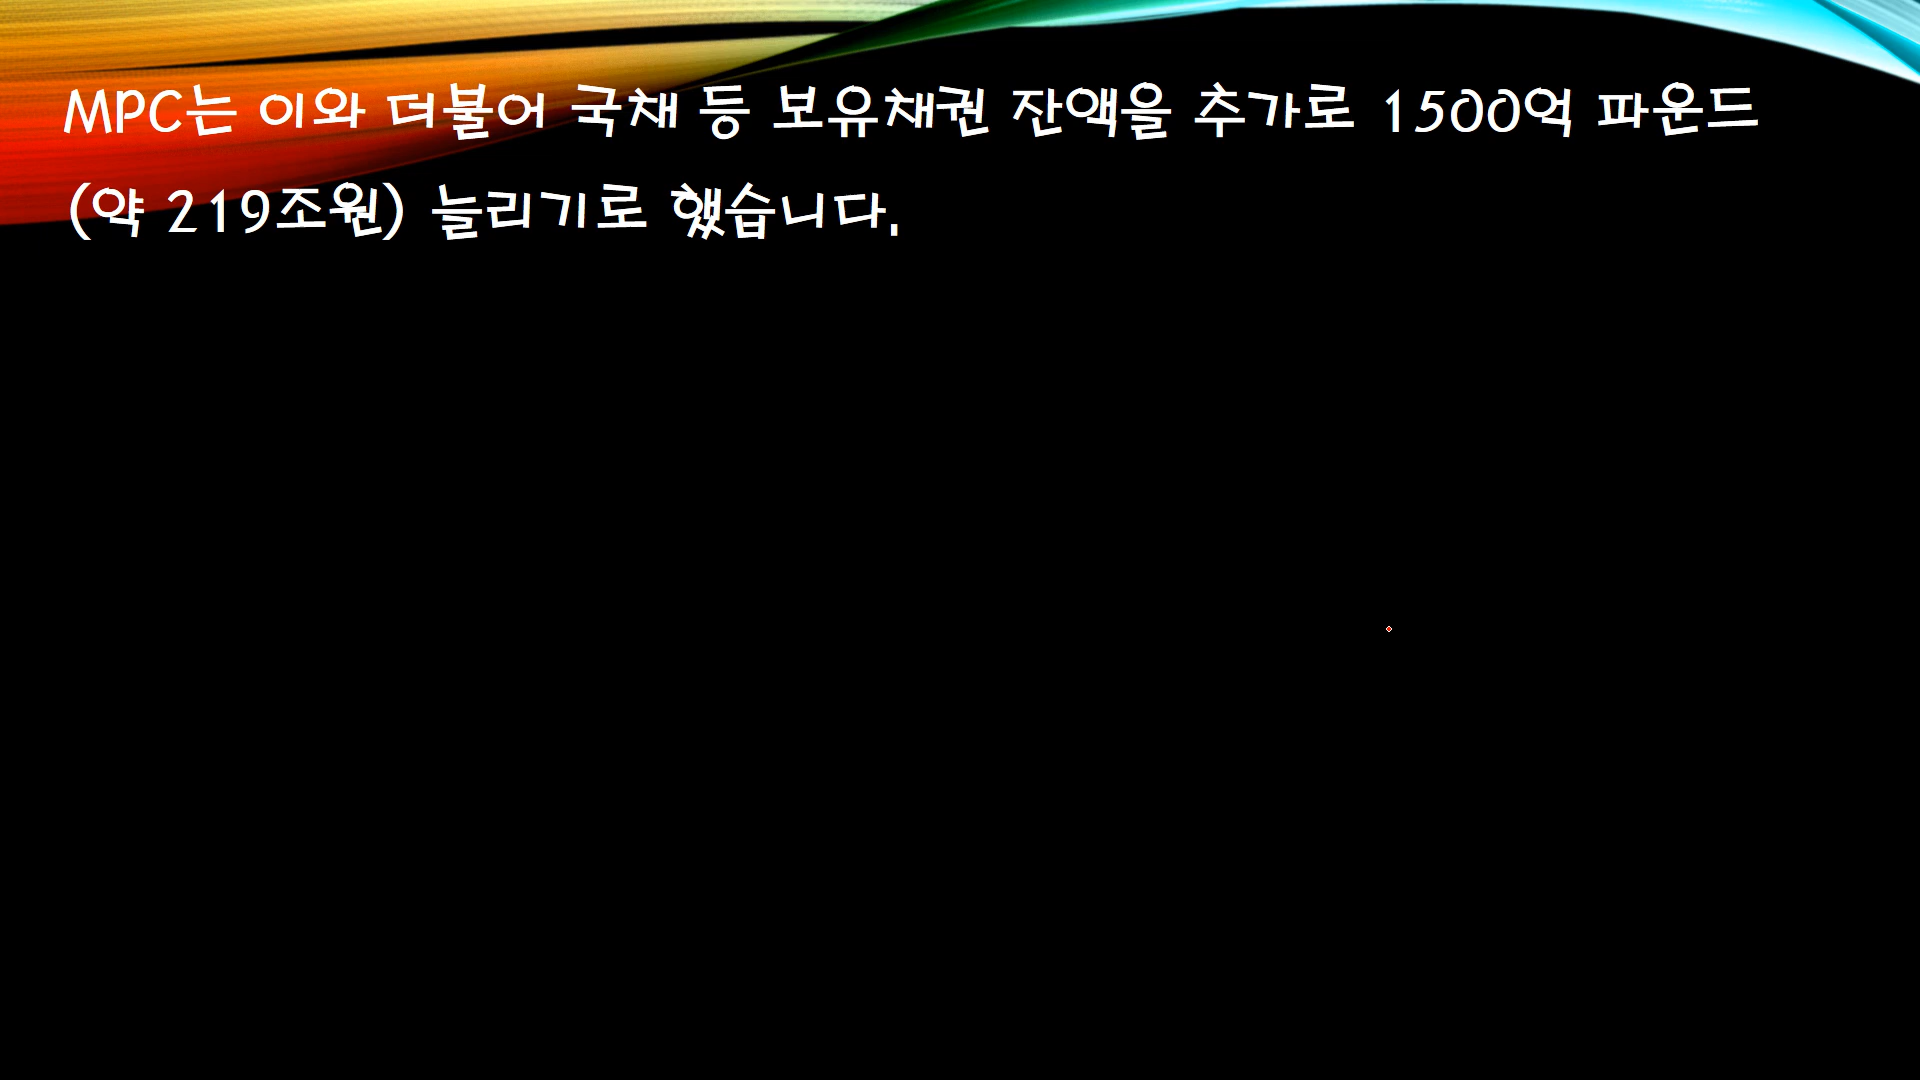 MPC는 이와 더불어 국채 등 보유채권 잔액을 추가로 1500억 파운드
(약 219조원) 늘리기로 했습니다.